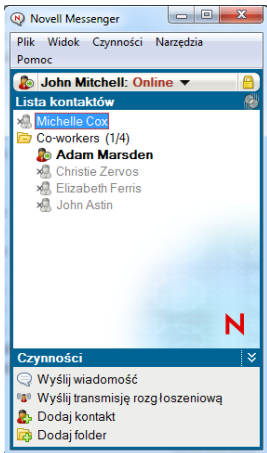 Novell Messenger
Plik Widok Czynności Narzędzia
Pomoc
John Mitchell: Online
Lista kontaktów
Michelle Cox
Co-workers (1/4)
Adam Marsden
Christie Zervos
Elizabeth Ferris
John Astin
N
Czynności
Wyślij wiadomość
Wyślij transmisję rozgłoszeniową
Dodaj kontakt
Dodaj folder